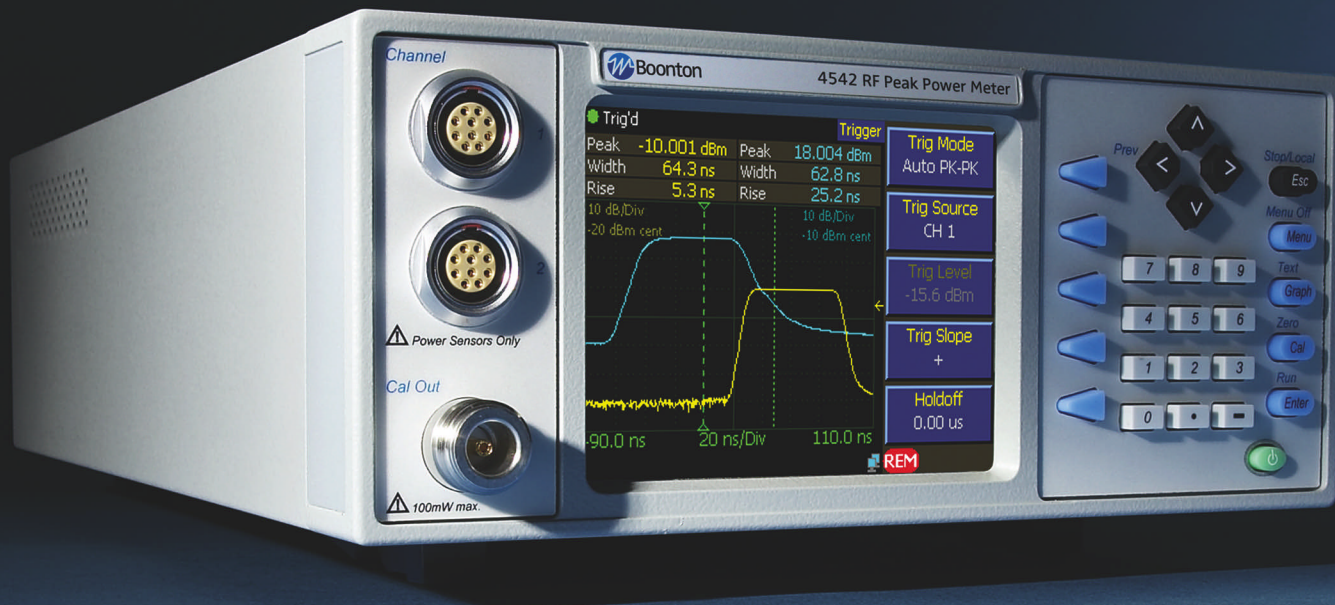 Channel
1
2
Power Sensors Only
Cal Out
100mW max.
Boonton
4542 RF Peak Power Meter
Trig'd
Trigger
Peak -10.001 dBm Peak 18.004 dBm
Width 64.3 ns Width 62.8 ns
Rise 5.3 ns Rise 25.2 ns
10 dB/Div 10 dB/Div
-20 dBm cent -10 dBm cent
-90.0 ns 20 ns/Div 110.0 ns
Trig Mode
Auto PK-PK
Trig Source
CH 1
Trig Level
-15.6 dBm
Trig Slope
+
Holdoff
0.00 us
REM
Prev
Stop/Local
Esc
Menu Off
Menu
7 8 9
Text
Graph
4 5 6
Zero
Cal
1 2 3
Run
Enter
0 • -